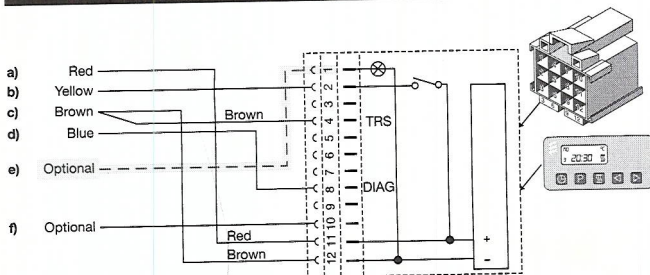 a) Red
b) Yellow
c) Brown
Brown
d) Blue
e) Optional
f) Optional
Red
Brown
1
2
3
4
5
6
7
8
9
10
11
12
TRS
DIAG
+
-
20:30